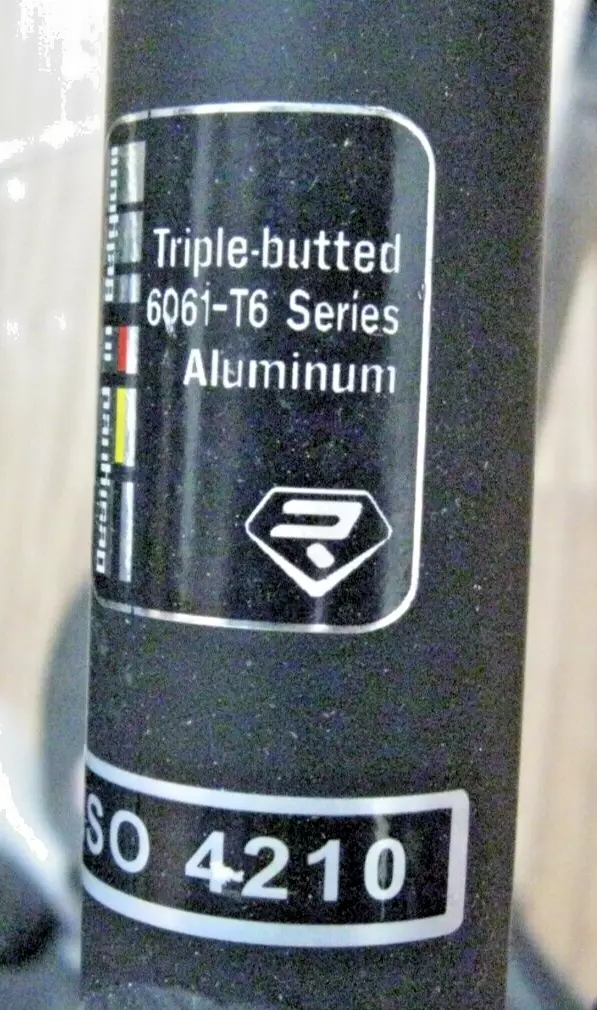 Triple-butted
6061-T6 Series
Aluminum
SO 4210